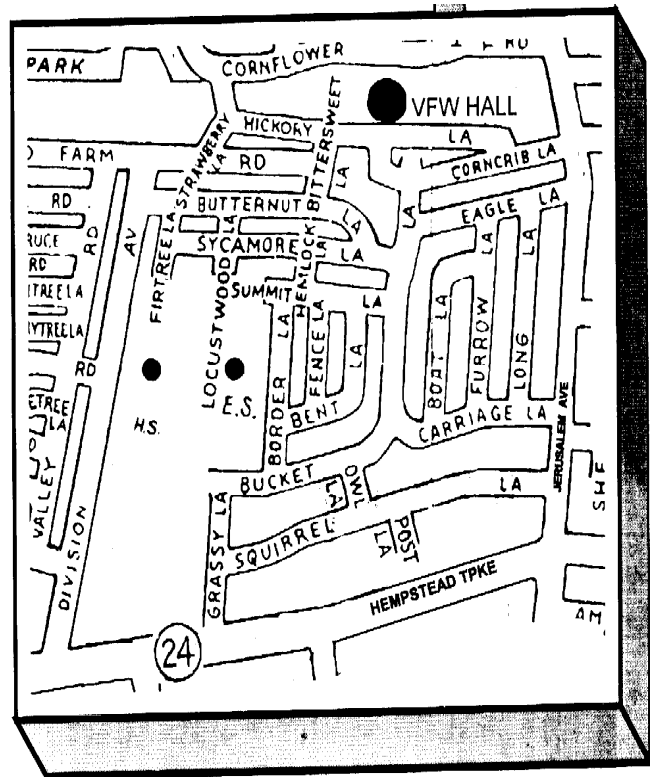 PARK
CORNFLOWER
RD
VFW HALL
HICKORY
LA
BITTERSWEET
LA
STRAWBERRY
LA
FARM
RD
CORNCRIB LA
RD
BUTTERNUT
LA
LA
EAGLE LA
RD
AV
FIRTREE LA
SYCAMORE
LA
LOCUSTWOOD LA
HEMLOCK
LA
RD
SUMMIT
LA
BORDER LA
FENCE LA
LA
BOAT LA
FURROW LA
LONG LA
RD
H.S.
E.S.
BENT
CARRIAGE LA
JERUSALEM AVE
LA
VALLEY
BUCKET
OWL
LA
LA
DIVISION
GRASSY LA
SQUIRREL
POST
LA
HEMPSTEAD TPKE
24